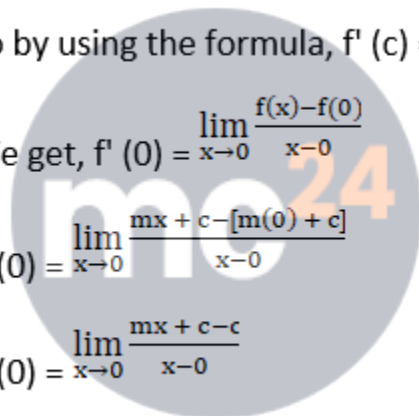 by using the formula, f' (c) =
e get, f' (0) = lim x→0 f(x)−f(0) / x−0
(0) = lim x→0 mx + c−[m(0) + c] / x−0
(0) = lim x→0 mx + c−c / x−0
mc24